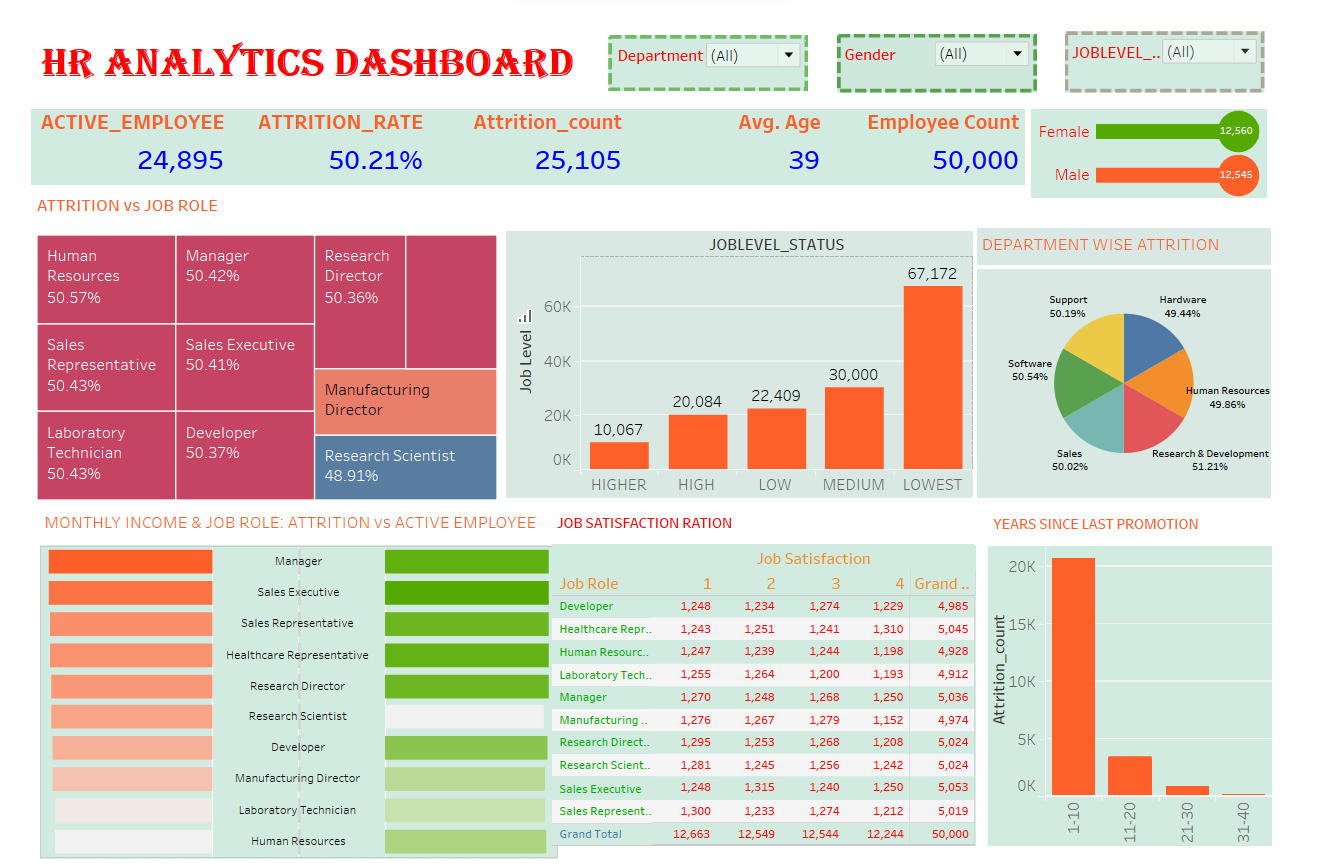 HR ANALYTICS DASHBOARD
Department (All)
Gender (All)
JOBLEVEL_.. (All)
ACTIVE_EMPLOYEE ATTRITION_RATE Attrition_count Avg. Age Employee Count
24,895 50.21% 25,105 39 50,000
Female 12,560
Male 12,545
ATTRITION vs JOB ROLE
Human
Resources
50.57%
Manager
50.42%
Research
Director
50.36%
Sales
Representative
50.43%
Sales Executive
50.41%
Manufacturing
Director
Laboratory
Technician
50.43%
Developer
50.37%
Research Scientist
48.91%
JOBLEVEL_STATUS
Job Level
60K
40K
20K
0K
10,067
20,084
22,409
30,000
67,172
HIGHER HIGH LOW MEDIUM LOWEST
DEPARTMENT WISE ATTRITION
Support
50.19%
Hardware
49.44%
Software
50.54%
Human Resources
49.86%
Sales
50.02%
Research & Development
51.21%
MONTHLY INCOME & JOB ROLE: ATTRITION vs ACTIVE EMPLOYEE
Manager
Sales Executive
Sales Representative
Healthcare Representative
Research Director
Research Scientist
Developer
Manufacturing Director
Laboratory Technician
Human Resources
JOB SATISFACTION RATION
Job Satisfaction
Job Role 1 2 3 4 Grand ..
Developer 1,248 1,234 1,274 1,229 4,985
Healthcare Repr.. 1,243 1,251 1,241 1,310 5,045
Human Resourc.. 1,247 1,239 1,244 1,198 4,928
Laboratory Tech.. 1,255 1,264 1,200 1,193 4,912
Manager 1,270 1,248 1,268 1,250 5,036
Manufacturing .. 1,276 1,267 1,279 1,152 4,974
Research Direct.. 1,295 1,253 1,268 1,208 5,024
Research Scient.. 1,281 1,245 1,256 1,242 5,024
Sales Executive 1,248 1,315 1,240 1,250 5,053
Sales Represent.. 1,300 1,233 1,274 1,212 5,019
Grand Total 12,663 12,549 12,544 12,244 50,000
YEARS SINCE LAST PROMOTION
Attrition_count
20K
15K
10K
5K
0K
1-10
11-20
21-30
31-40